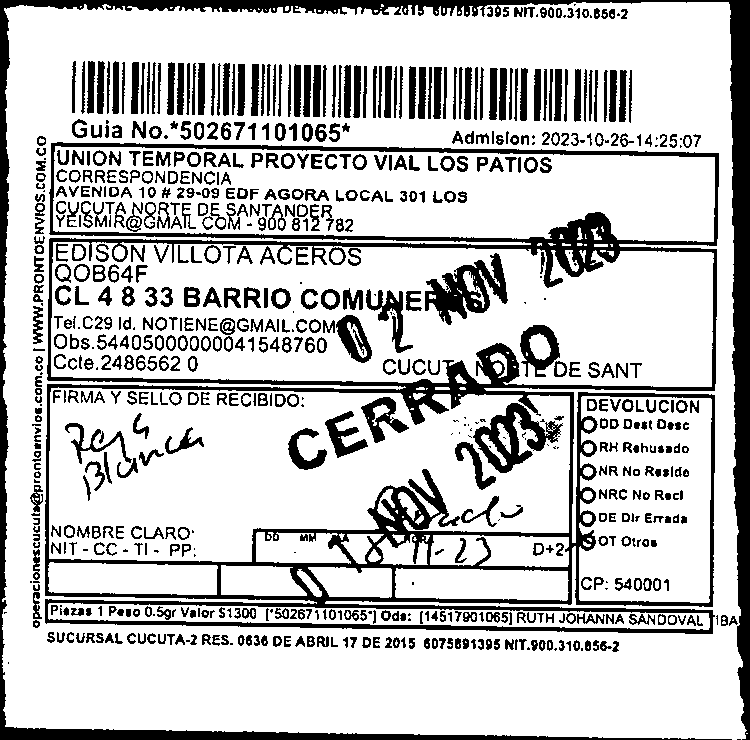 SUCURSAL CUCUTA-2 RES. 0636 DE ABRIL 17 DE 2015 6075891395 NIT.900.310.856-2
Guia No.*502671101065*
Admision: 2023-10-26-14:25:07
UNION TEMPORAL PROYECTO VIAL LOS PATIOS
CORRESPONDENCIA
AVENIDA 10 # 29-09 EDF AGORA LOCAL 301 LOS
CUCUTA NORTE DE SANTANDER
YEISMIR@GMAIL COM - 900 812 782
EDISON VILLOTA ACEROS
QOB64F
CL 4 8 33 BARRIO COMUNEROS
Tel.C29 Id. NOTIENE@GMAIL.COM
Obs.54405000000041548760
Ccte.2486562 0
CUCUTA NORTE DE SANT
02 NOV 2023
CERRADO
01 NOV 2023
FIRMA Y SELLO DE RECIBIDO:
Blanca
NOMBRE CLARO:
NIT - CC - TI - PP:
DD MM AA HORA
11-23
D+2
DEVOLUCION
DD Dest Desc
RH Rehusado
NR No Reside
NRC No Recl
DE Dir Errada
OT Otros
CP: 540001
Piezas 1 Peso 0.5gr Valor $1300 [*502671101065*] Ods: [14517901065] RUTH JOHANNA SANDOVAL TIBA
SUCURSAL CUCUTA-2 RES. 0636 DE ABRIL 17 DE 2015 6075891395 NIT.900.310.856-2
operacionescucuta@prontoenvios.com.co | WWW.PRONTOENVIOS.COM.CO